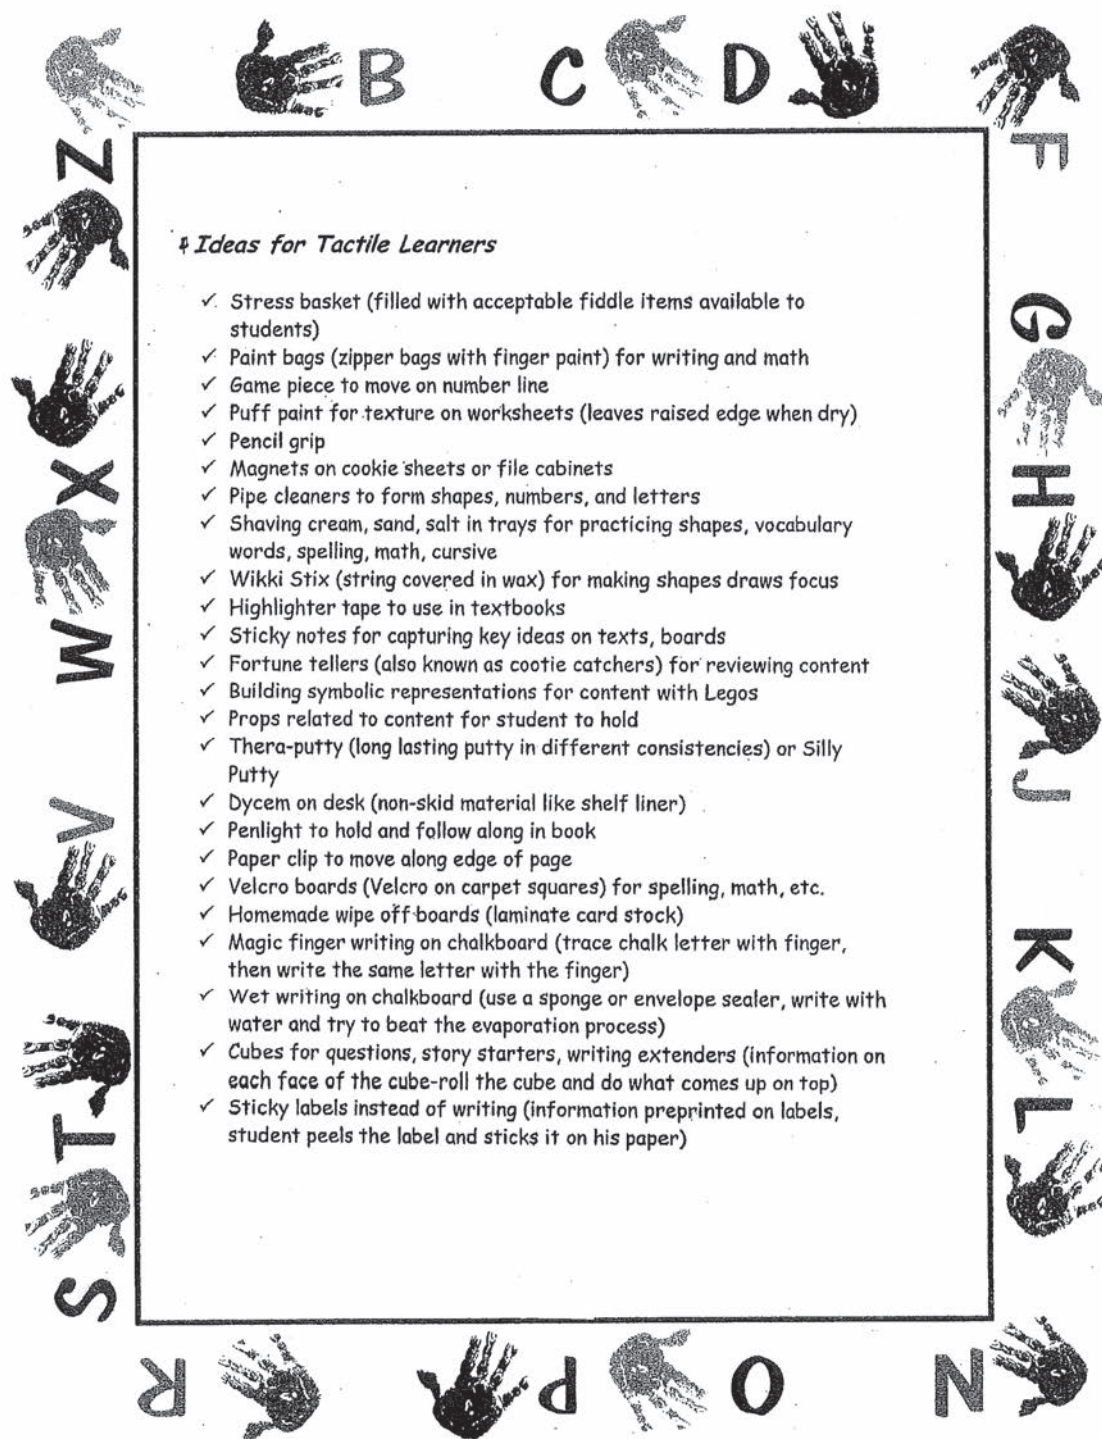 B C D
F
Z
G
H
X
W
J
V
K
L
T
S
R P O N
Ideas for Tactile Learners
✓ Stress basket (filled with acceptable fiddle items available to
students)
✓ Paint bags (zipper bags with finger paint) for writing and math
✓ Game piece to move on number line
✓ Puff paint for texture on worksheets (leaves raised edge when dry)
✓ Pencil grip
✓ Magnets on cookie sheets or file cabinets
✓ Pipe cleaners to form shapes, numbers, and letters
✓ Shaving cream, sand, salt in trays for practicing shapes, vocabulary
words, spelling, math, cursive
✓ Wikki Stix (string covered in wax) for making shapes draws focus
✓ Highlighter tape to use in textbooks
✓ Sticky notes for capturing key ideas on texts, boards
✓ Fortune tellers (also known as cootie catchers) for reviewing content
✓ Building symbolic representations for content with Legos
✓ Props related to content for student to hold
✓ Thera-putty (long lasting putty in different consistencies) or Silly
Putty
✓ Dycem on desk (non-skid material like shelf liner)
✓ Penlight to hold and follow along in book
✓ Paper clip to move along edge of page
✓ Velcro boards (Velcro on carpet squares) for spelling, math, etc.
✓ Homemade wipe off boards (laminate card stock)
✓ Magic finger writing on chalkboard (trace chalk letter with finger,
then write the same letter with the finger)
✓ Wet writing on chalkboard (use a sponge or envelope sealer, write with
water and try to beat the evaporation process)
✓ Cubes for questions, story starters, writing extenders (information on
each face of the cube-roll the cube and do what comes up on top)
✓ Sticky labels instead of writing (information preprinted on labels,
student peels the label and sticks it on his paper)